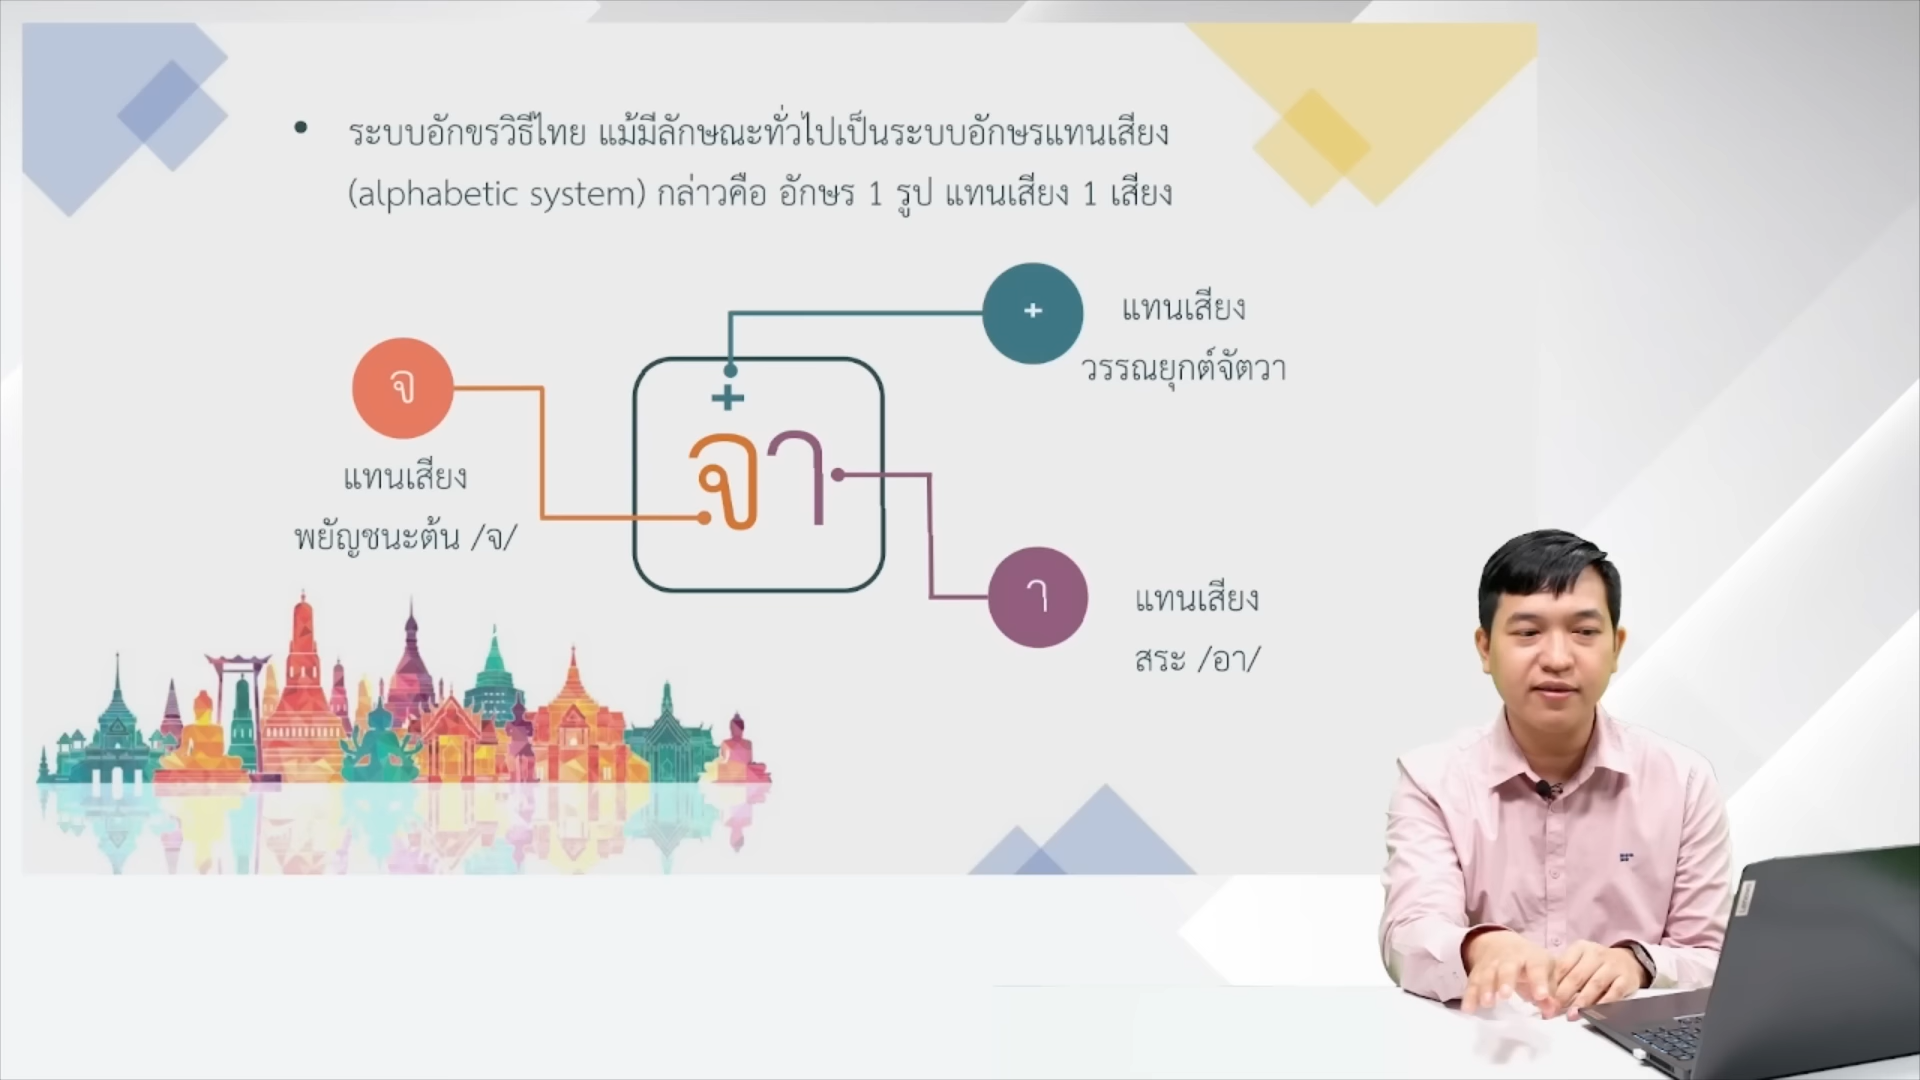 • ระบบอักขรวิธีไทย แม้มีลักษณะทั่วไปเป็นระบบอักษรแทนเสียง
(alphabetic system) กล่าวคือ อักษร 1 รูป แทนเสียง 1 เสียง
+
แทนเสียง
วรรณยุกต์จัตวา
จ
แทนเสียง
พยัญชนะต้น /จ/
จ๋า
า
แทนเสียง
สระ /อา/